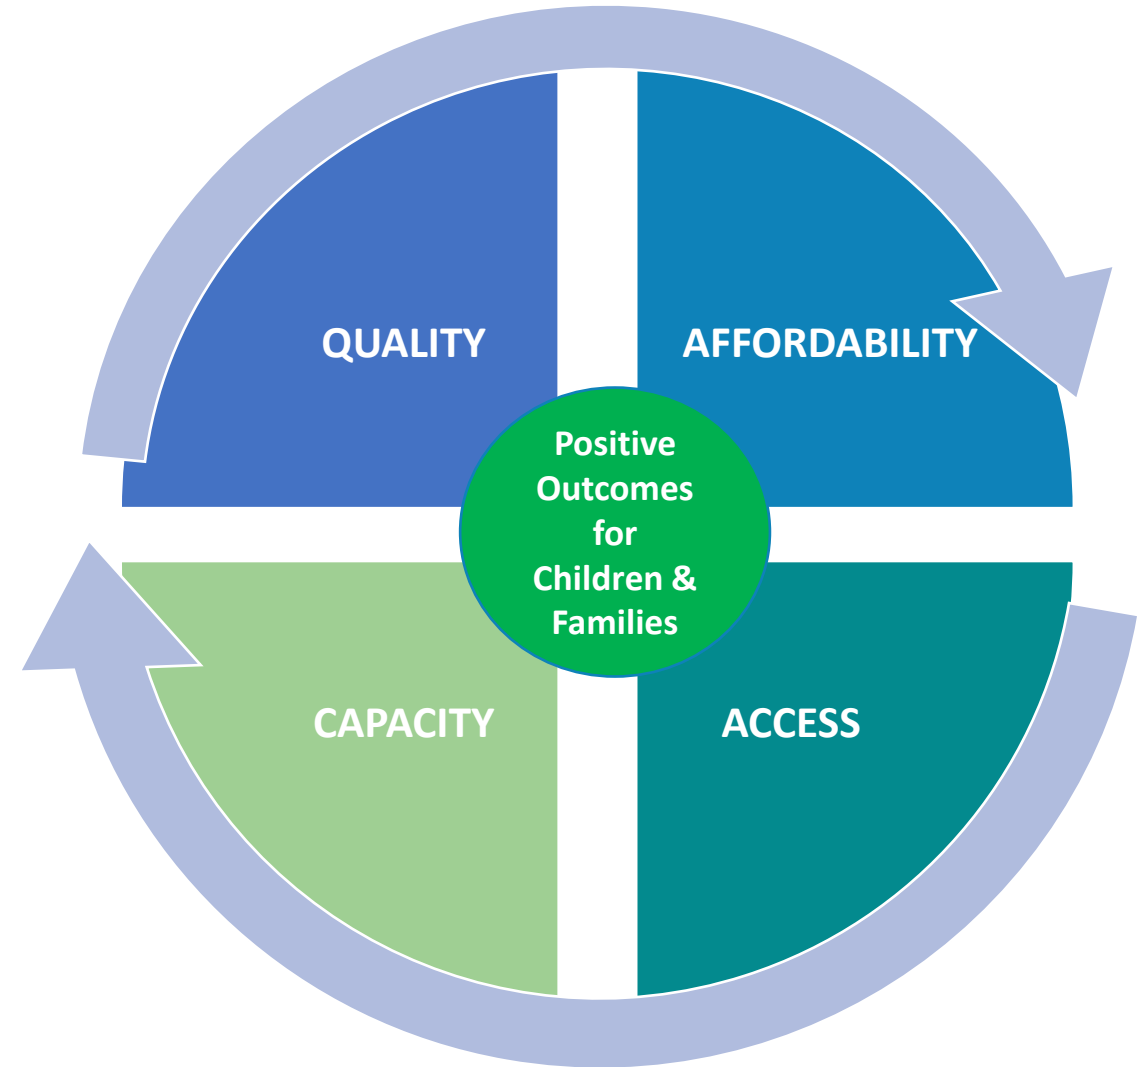 QUALITY
AFFORDABILITY
Positive
Outcomes
for
Children &
Families
CAPACITY
ACCESS